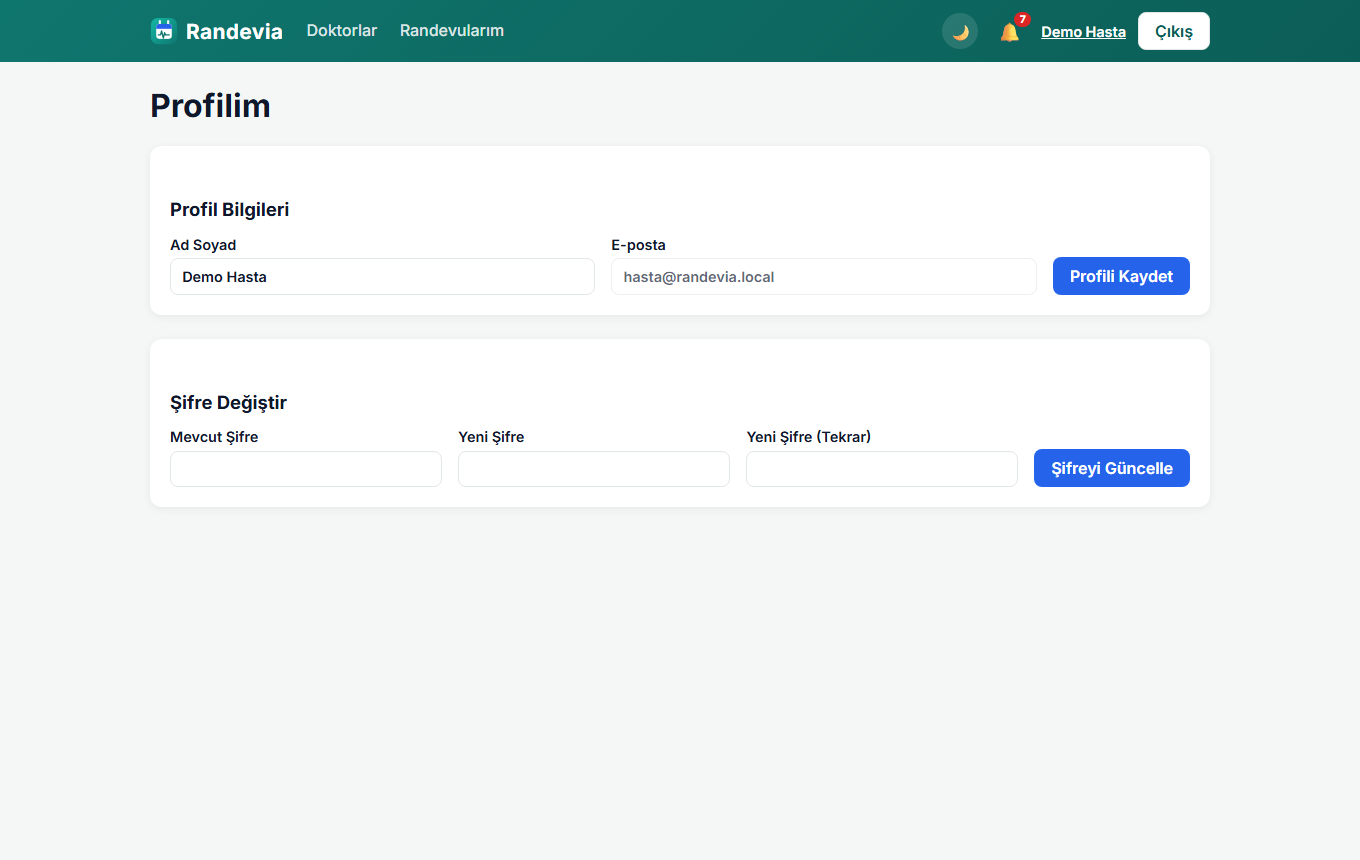 Randevia Doktorlar Randevularım 7 Demo Hasta Çıkış
Profilim
Profil Bilgileri
Ad Soyad E-posta
Demo Hasta hasta@randevia.local Profili Kaydet
Şifre Değiştir
Mevcut Şifre Yeni Şifre Yeni Şifre (Tekrar)
Şifreyi Güncelle